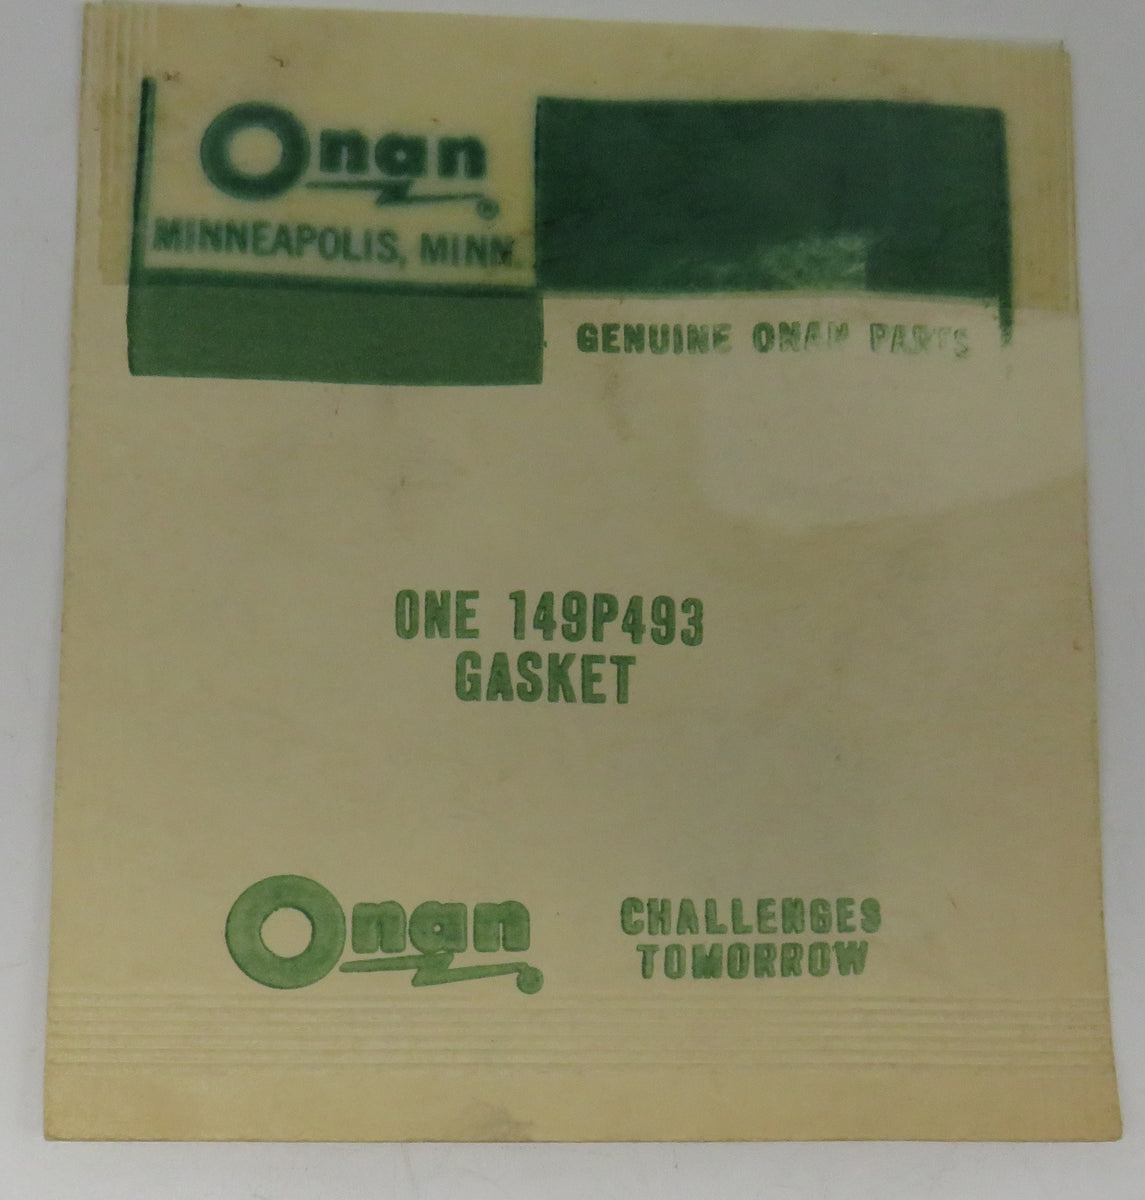 Onan
MINNEAPOLIS, MINN.
GENUINE ONAN PARTS
ONE 149P493
GASKET
Onan
CHALLENGES
TOMORROW